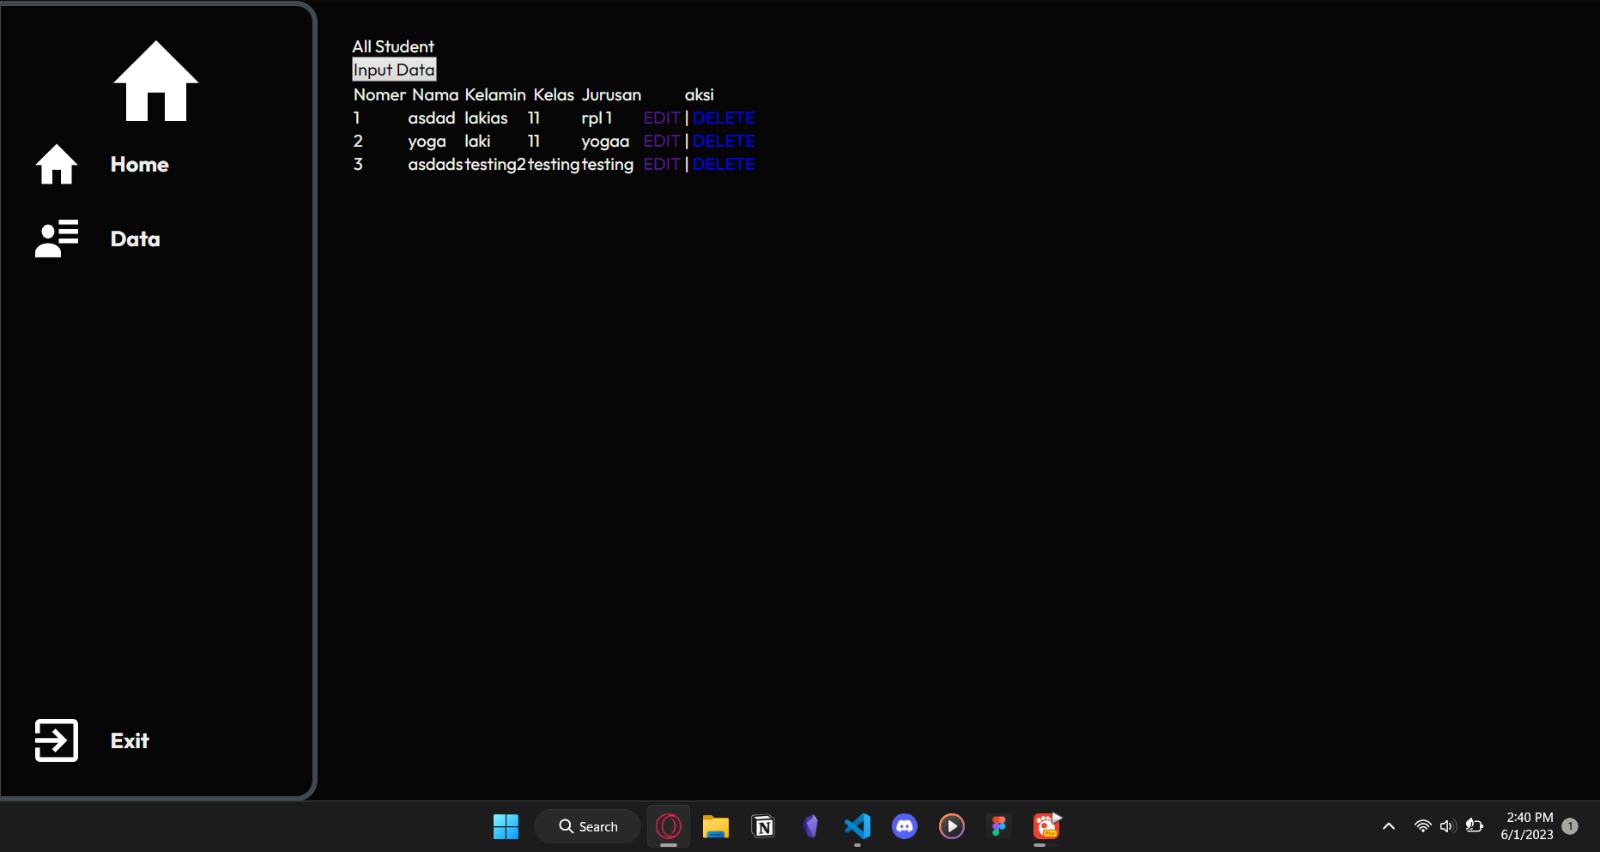 Home
Data
Exit
All Student
Input Data
Nomer Nama Kelamin Kelas Jurusan aksi
1 asdad lakias 11 rpl 1 EDIT | DELETE
2 yoga laki 11 yogaa EDIT | DELETE
3 asdads testing2 testing testing EDIT | DELETE
Search
2:40 PM
6/1/2023
1